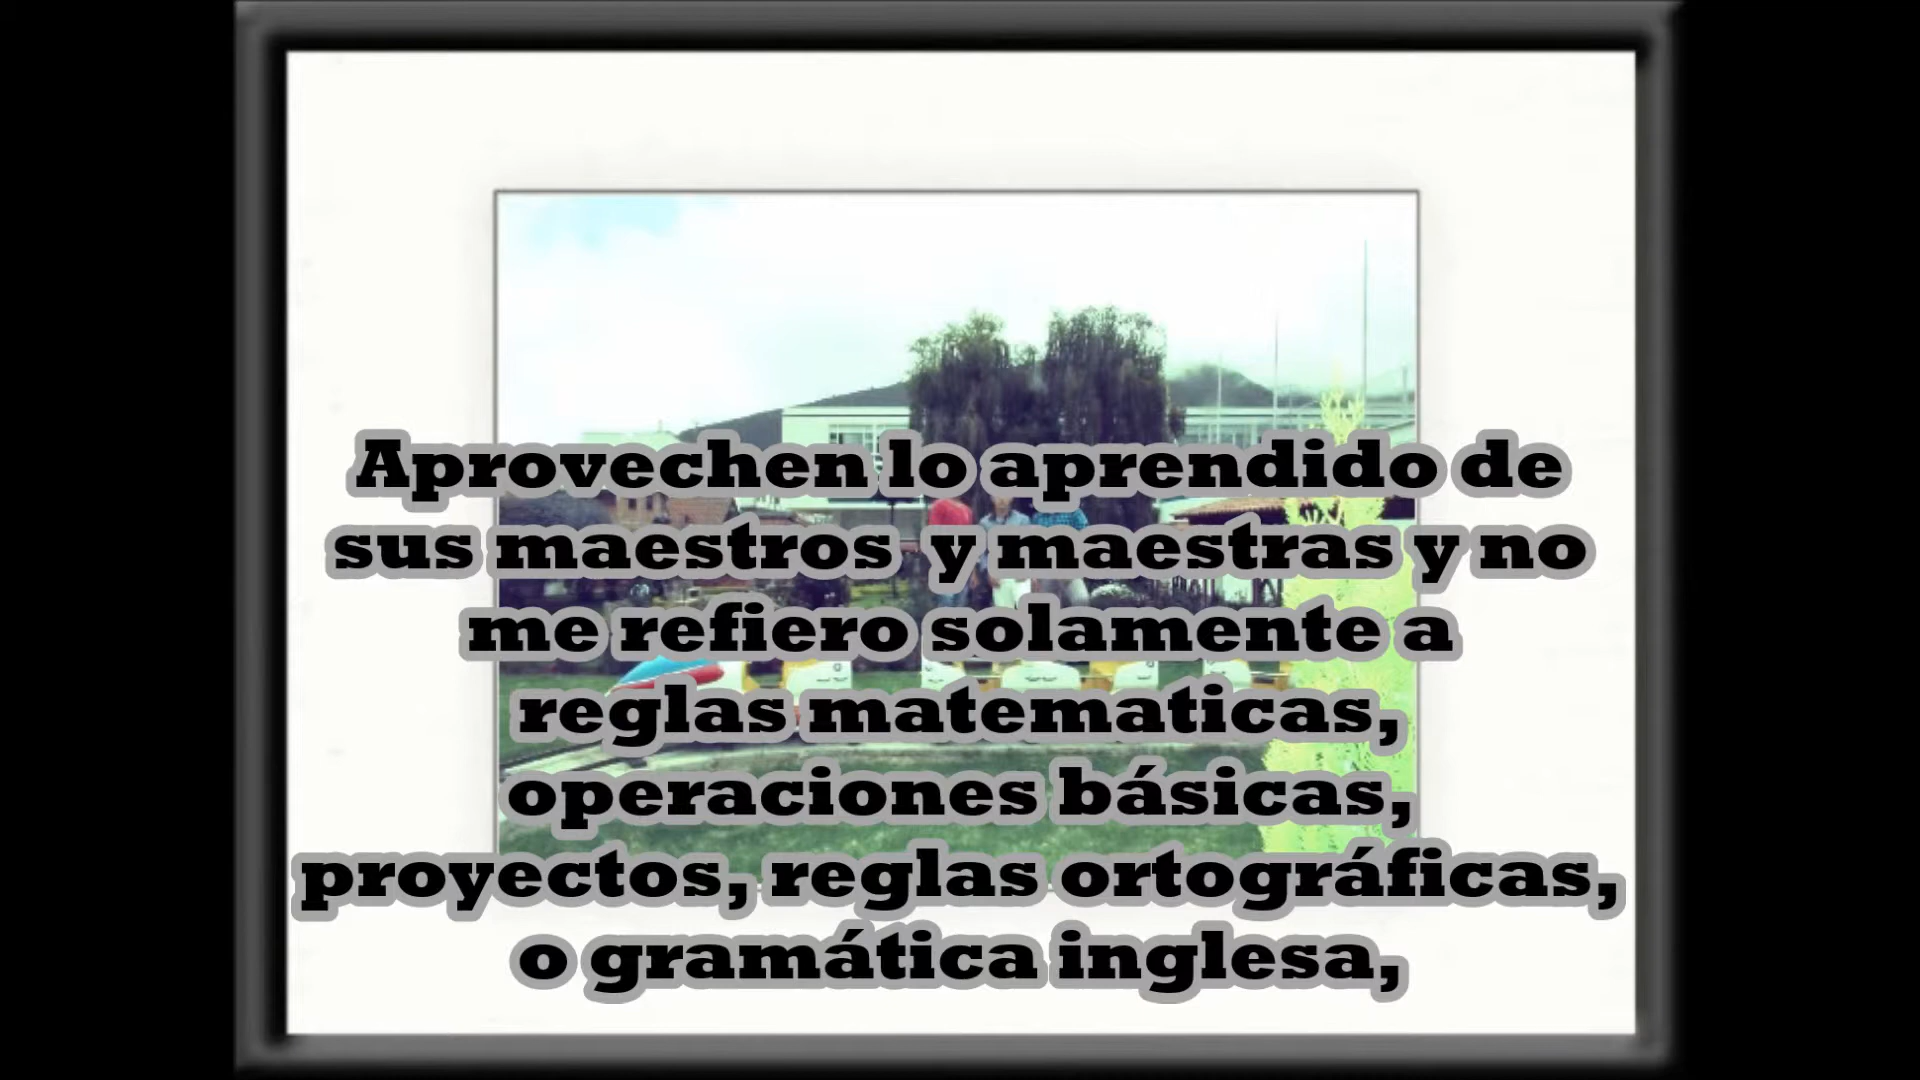 Aprovechen lo aprendido de
sus maestros y maestras y no
me refiero solamente a
reglas matematicas,
operaciones básicas,
proyectos, reglas ortográficas,
o gramática inglesa,